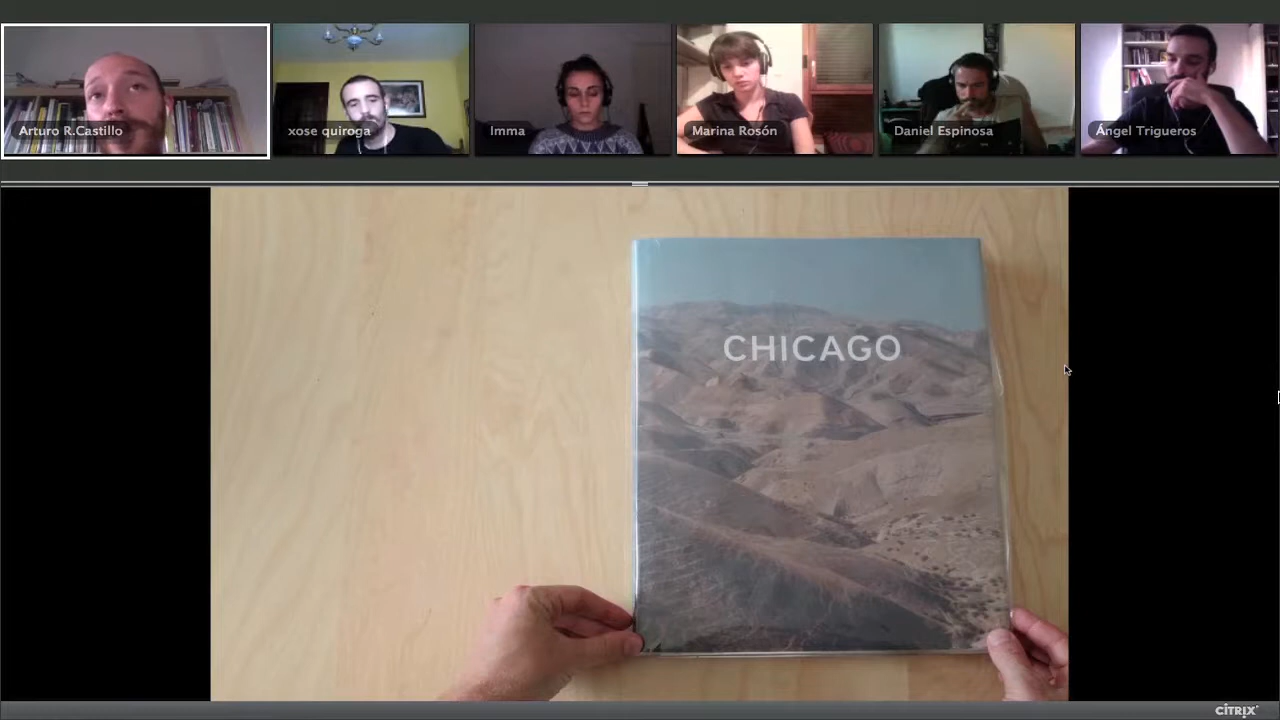 Arturo R.Castillo
xose quiroga
Imma
Marina Rosón
Daniel Espinosa
Ángel Trigueros
CHICAGO
CITRIX